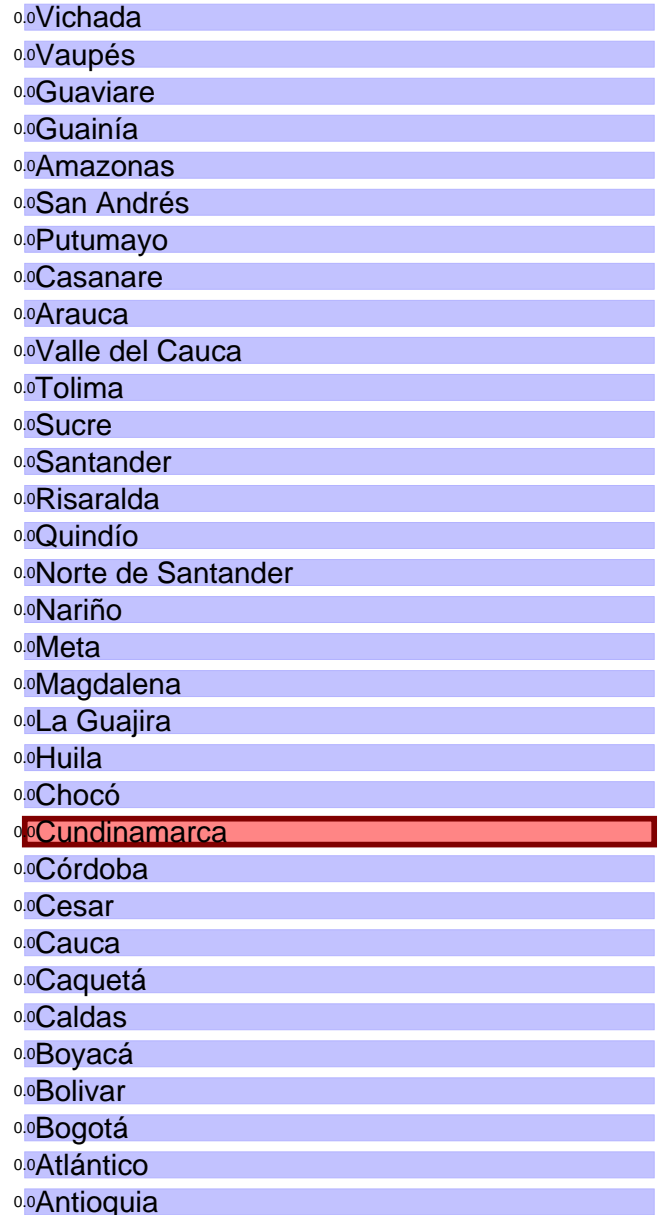 0.0Vichada
0.0Vaupés
0.0Guaviare
0.0Guainía
0.0Amazonas
0.0San Andrés
0.0Putumayo
0.0Casanare
0.0Arauca
0.0Valle del Cauca
0.0Tolima
0.0Sucre
0.0Santander
0.0Risaralda
0.0Quindío
0.0Norte de Santander
0.0Nariño
0.0Meta
0.0Magdalena
0.0La Guajira
0.0Huila
0.0Chocó
0.0Cundinamarca
0.0Córdoba
0.0Cesar
0.0Cauca
0.0Caquetá
0.0Caldas
0.0Boyacá
0.0Bolivar
0.0Bogotá
0.0Atlántico
0.0Antioquia